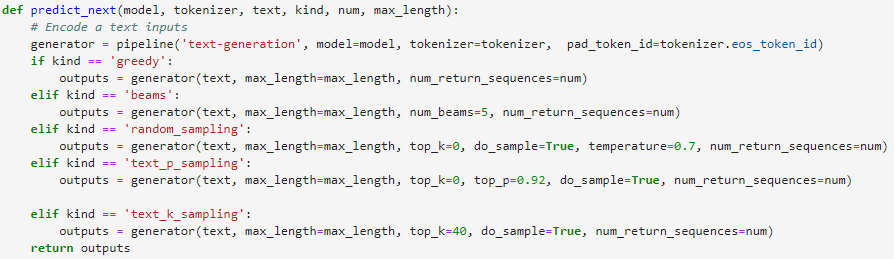 def predict_next(model, tokenizer, text, kind, num, max_length):
    # Encode a text inputs
    generator = pipeline('text-generation', model=model, tokenizer=tokenizer,  pad_token_id=tokenizer.eos_token_id)
    if kind == 'greedy':
        outputs = generator(text, max_length=max_length, num_return_sequences=num)
    elif kind == 'beams':
        outputs = generator(text, max_length=max_length, num_beams=5, num_return_sequences=num)
    elif kind == 'random_sampling':
        outputs = generator(text, max_length=max_length, top_k=0, do_sample=True, temperature=0.7, num_return_sequences=num)
    elif kind == 'text_p_sampling':
        outputs = generator(text, max_length=max_length, top_k=0, top_p=0.92, do_sample=True, num_return_sequences=num)

    elif kind == 'text_k_sampling':
        outputs = generator(text, max_length=max_length, top_k=40, do_sample=True, num_return_sequences=num)
    return outputs